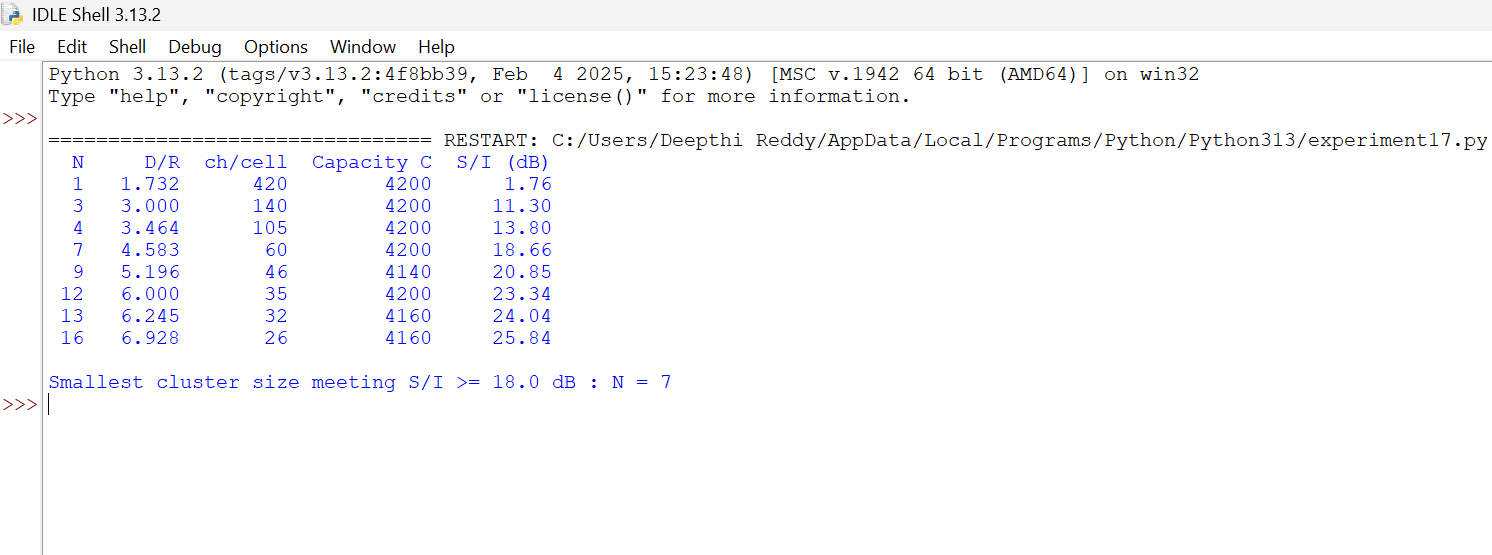 IDLE Shell 3.13.2
File Edit Shell Debug Options Window Help
Python 3.13.2 (tags/v3.13.2:4f8bb39, Feb  4 2025, 15:23:48) [MSC v.1942 64 bit (AMD64)] on win32
Type "help", "copyright", "credits" or "license()" for more information.
>>>
================================ RESTART: C:/Users/Deepthi Reddy/AppData/Local/Programs/Python/Python313/experiment17.py
  N     D/R  ch/cell  Capacity C  S/I (dB)
  1   1.732      420        4200      1.76
  3   3.000      140        4200     11.30
  4   3.464      105        4200     13.80
  7   4.583       60        4200     18.66
  9   5.196       46        4140     20.85
 12   6.000       35        4200     23.34
 13   6.245       32        4160     24.04
 16   6.928       26        4160     25.84
Smallest cluster size meeting S/I >= 18.0 dB : N = 7
>>>